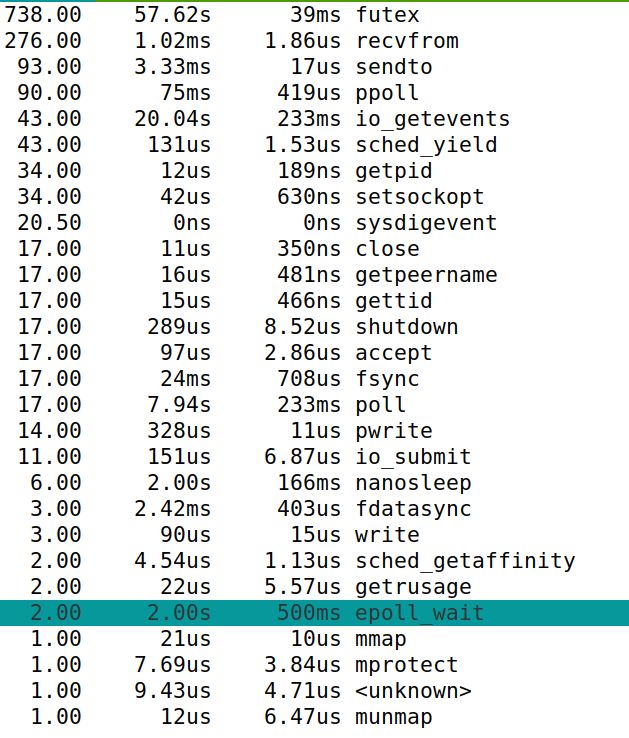 738.00 57.62s 39ms futex
276.00 1.02ms 1.86us recvfrom
93.00 3.33ms 17us sendto
90.00 75ms 419us ppoll
43.00 20.04s 233ms io_getevents
43.00 131us 1.53us sched_yield
34.00 12us 189ns getpid
34.00 42us 630ns setsockopt
20.50 0ns 0ns sysdigevent
17.00 11us 350ns close
17.00 16us 481ns getpeername
17.00 15us 466ns gettid
17.00 289us 8.52us shutdown
17.00 97us 2.86us accept
17.00 24ms 708us fsync
17.00 7.94s 233ms poll
14.00 328us 11us pwrite
11.00 151us 6.87us io_submit
6.00 2.00s 166ms nanosleep
3.00 2.42ms 403us fdatasync
3.00 90us 15us write
2.00 4.54us 1.13us sched_getaffinity
2.00 22us 5.57us getrusage
2.00 2.00s 500ms epoll_wait
1.00 21us 10us mmap
1.00 7.69us 3.84us mprotect
1.00 9.43us 4.71us <unknown>
1.00 12us 6.47us munmap